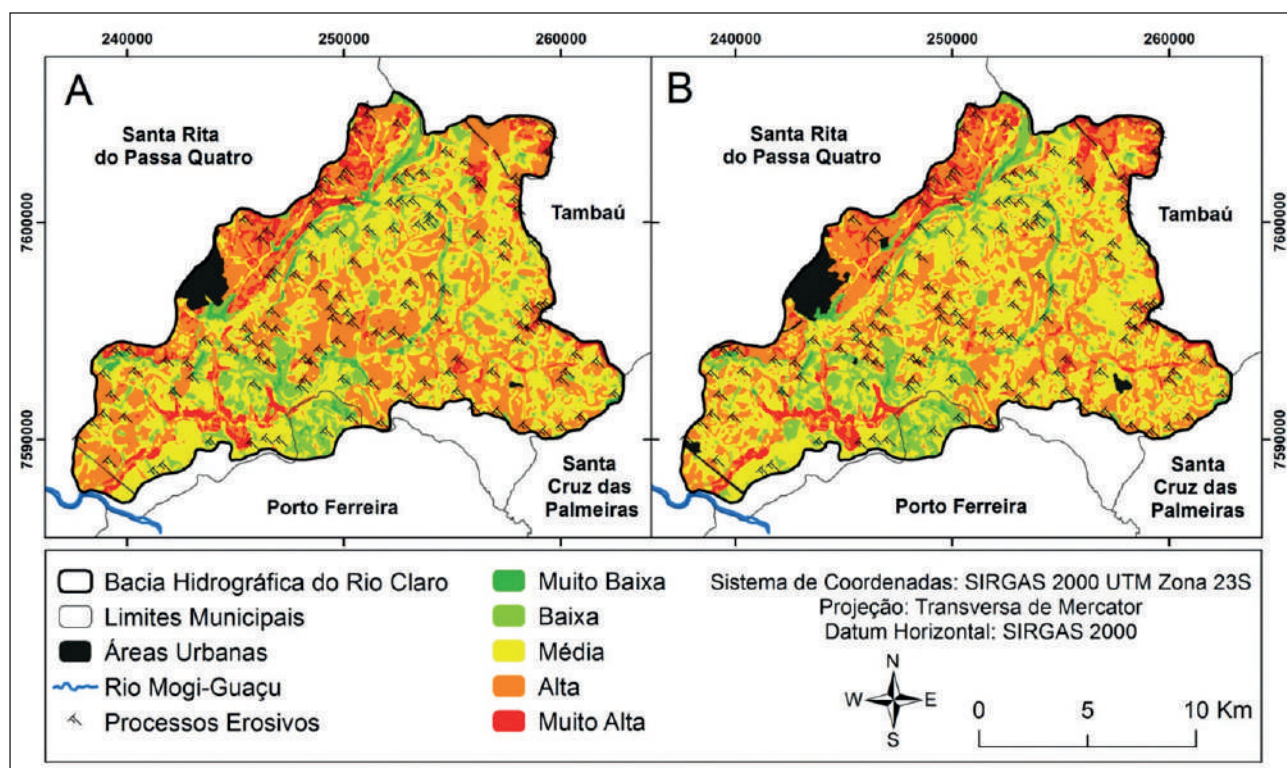 240000
250000
260000
240000
250000
260000
A
B
Santa Rita
do Passa Quatro
Santa Rita
do Passa Quatro
Tambaú
Tambaú
7600000
7600000
7590000
7590000
Porto Ferreira
Porto Ferreira
Santa
Cruz das
Palmeiras
Santa
Cruz das
Palmeiras
Bacia Hidrográfica do Rio Claro
Limites Municipais
Áreas Urbanas
Rio Mogi-Guaçu
Processos Erosivos
Muito Baixa
Baixa
Média
Alta
Muito Alta
Sistema de Coordenadas: SIRGAS 2000 UTM Zona 23S
Projeção: Transversa de Mercator
Datum Horizontal: SIRGAS 2000
N
W E
S
0 5 10 Km